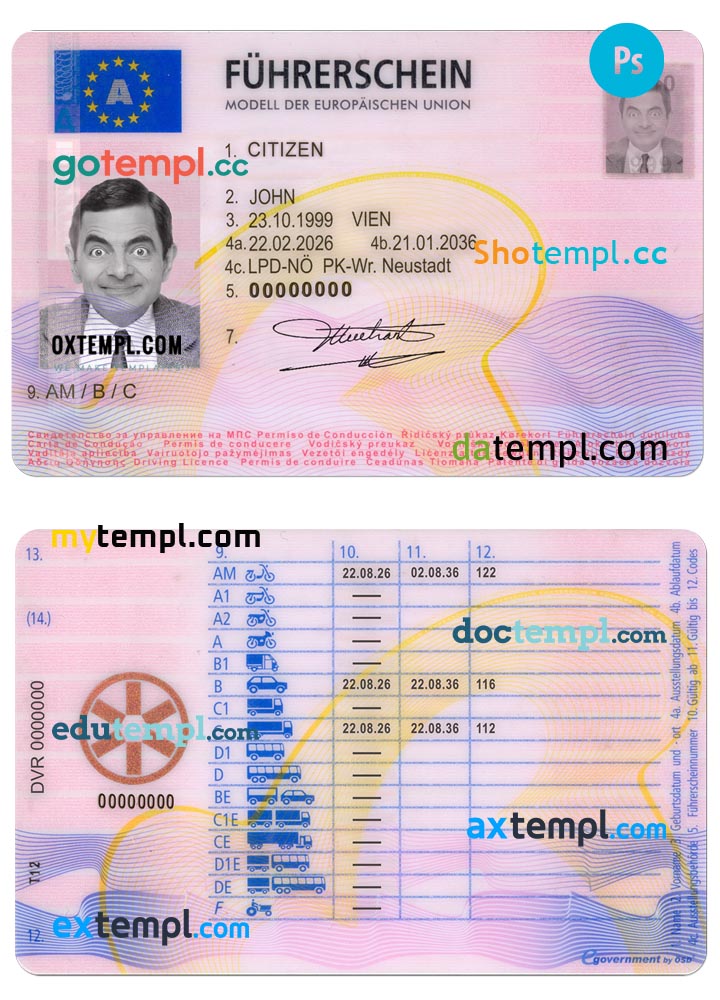 Ps
A
FÜHRERSCHEIN
MODELL DER EUROPÄISCHEN UNION
gotempl.cc
1. CITIZEN
2. JOHN
3. 23.10.1999 VIEN
4a. 22.02.2026 4b. 21.01.2036
Shotempl.cc
4c. LPD-NÖ PK-Wr. Neustadt
5. 00000000
OXTEMPL.COM
7.
9. AM / B / C
Свидетелство за управление на МПС Permiso de Conducción Řidičský průkaz Kørekort Führerschein Juhiluba
datempl.com
Carta de Condução Permis de conducere Vodičský preukaz
Vadītāja apliecība Vairuotojo pažymėjimas Vezetői engedély
Driving Licence Permis de conduire Ceadúnas Tiomána Patente di guida
mytempl.com
13.
9. 10. 11. 12.
AM 22.08.26 02.08.36 122
A1 —
(14.)
A2 —
A —
doctempl.com
B1
B 22.08.26 22.08.36 116
C1
edutempl.com
22.08.26 22.08.36 112
D1 —
D —
DVR 0000000
00000000
BE —
C1E —
axtempl.com
CE —
D1E —
T12
DE —
F —
extempl.com
12.
egovernment by ÖSD
1. Name 2. Vorname 3. Geburtsdatum und - ort 4a. Ausstellungsdatum 4b. Ablaufdatum
4c. Ausstellungsbehörde 5. Führerscheinnummer 10. Gültig ab 11. Gültig bis 12. Codes